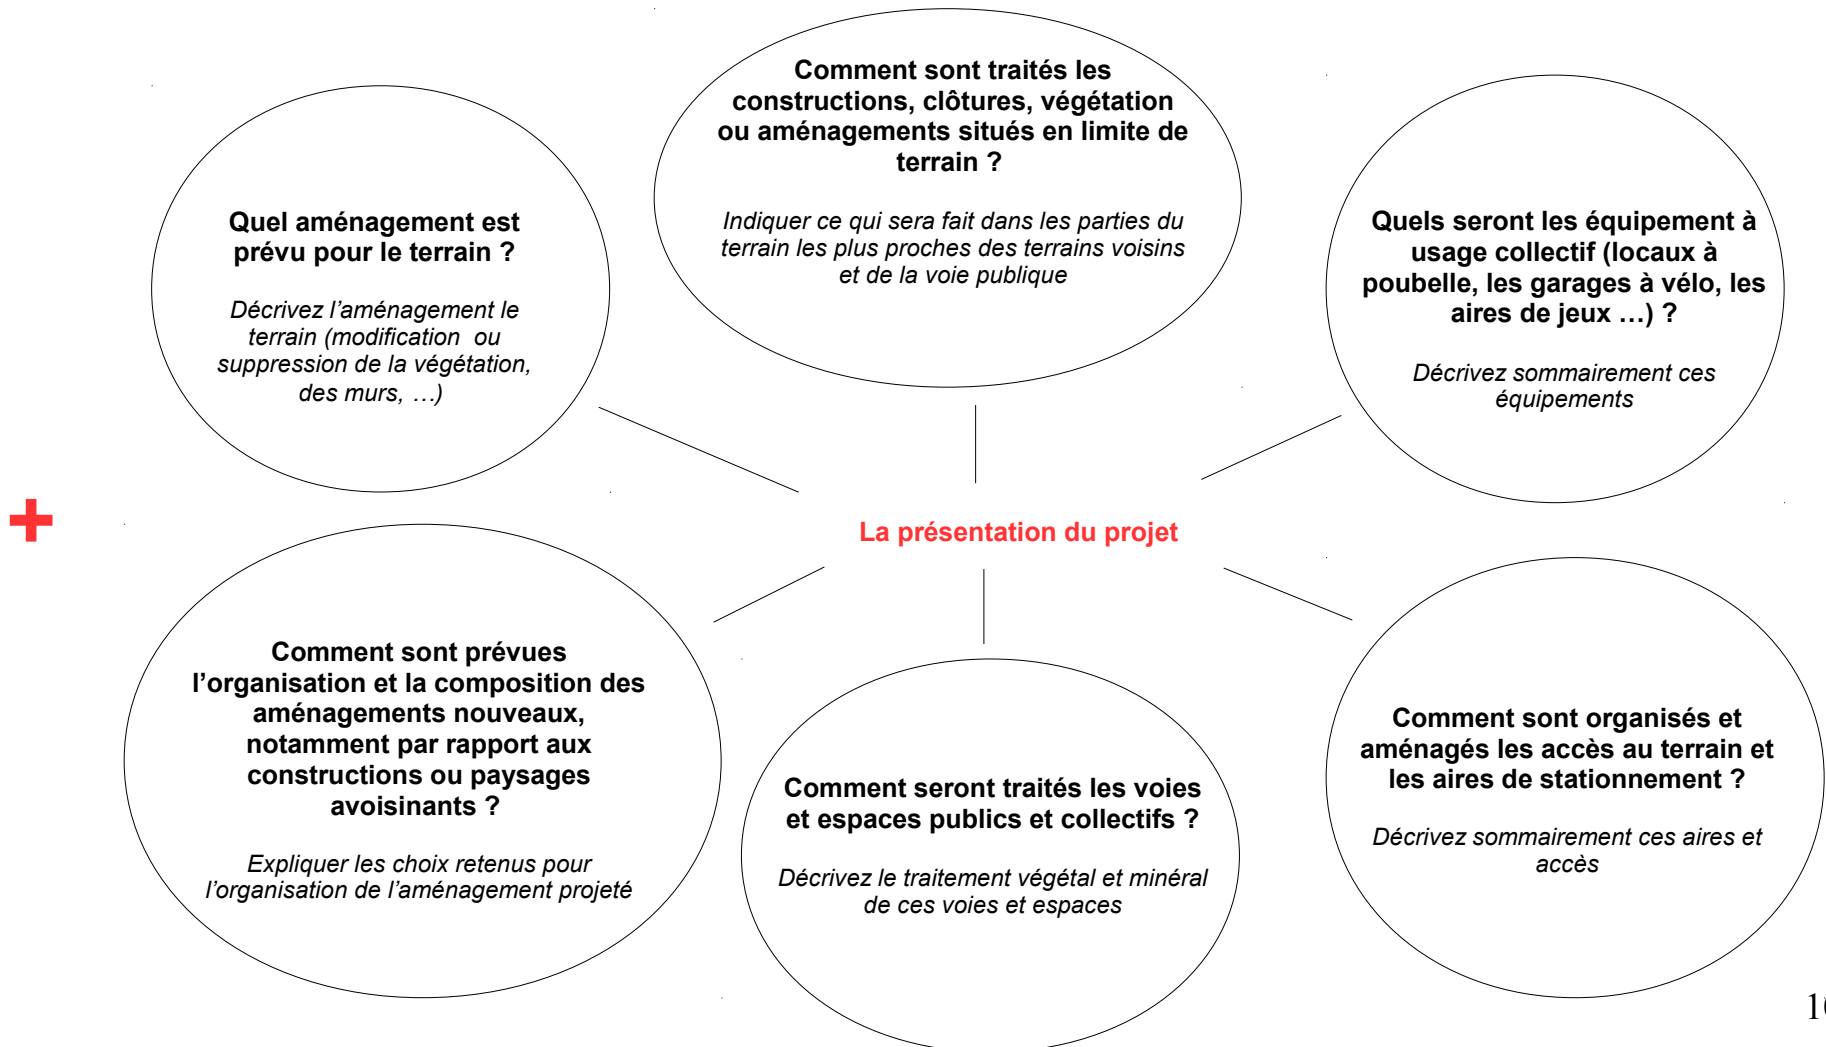 Comment sont traités les
constructions, clôtures, végétation
ou aménagements situés en limite de
terrain ?
Indiquer ce qui sera fait dans les parties du
terrain les plus proches des terrains voisins
et de la voie publique
Quel aménagement est
prévu pour le terrain ?
Décrivez l’aménagement le
terrain (modification ou
suppression de la végétation,
des murs, …)
Quels seront les équipement à
usage collectif (locaux à
poubelle, les garages à vélo, les
aires de jeux …) ?
Décrivez sommairement ces
équipements
+
La présentation du projet
Comment sont prévues
l’organisation et la composition des
aménagements nouveaux,
notamment par rapport aux
constructions ou paysages
avoisinants ?
Expliquer les choix retenus pour
l’organisation de l’aménagement projeté
Comment seront traités les voies
et espaces publics et collectifs ?
Décrivez le traitement végétal et minéral
de ces voies et espaces
Comment sont organisés et
aménagés les accès au terrain et
les aires de stationnement ?
Décrivez sommairement ces aires et
accès